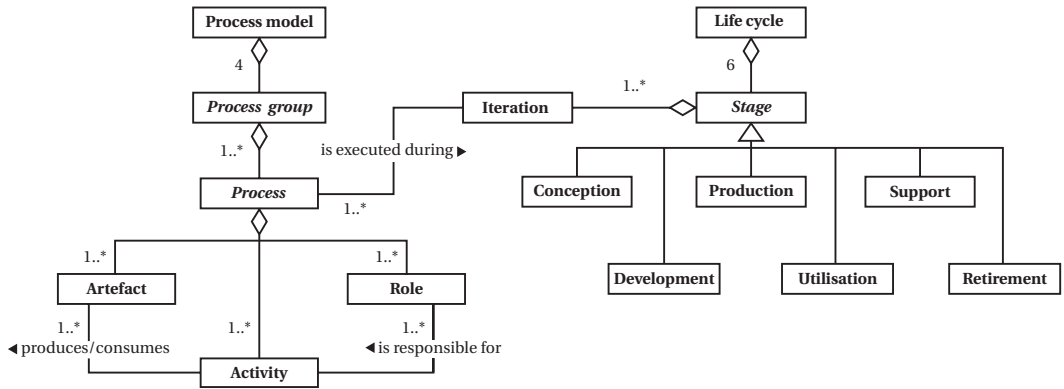 Process model
Life cycle
4
6
Process group
Iteration
1..*
Stage
1..*
is executed during ►
Process
1..*
Conception
Production
Support
1..*
1..*
Artefact
Role
Development
Utilisation
Retirement
1..*
1..*
1..*
◄ produces/consumes
◄ is responsible for
Activity